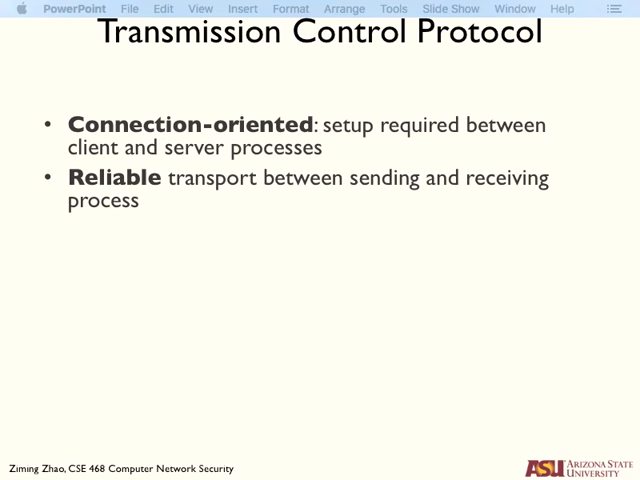 PowerPoint File Edit View Insert Format Arrange Tools Slide Show Window Help
Transmission Control Protocol
• Connection-oriented: setup required between
client and server processes
• Reliable transport between sending and receiving
process
Ziming Zhao, CSE 468 Computer Network Security
ASU ARIZONA STATE
UNIVERSITY